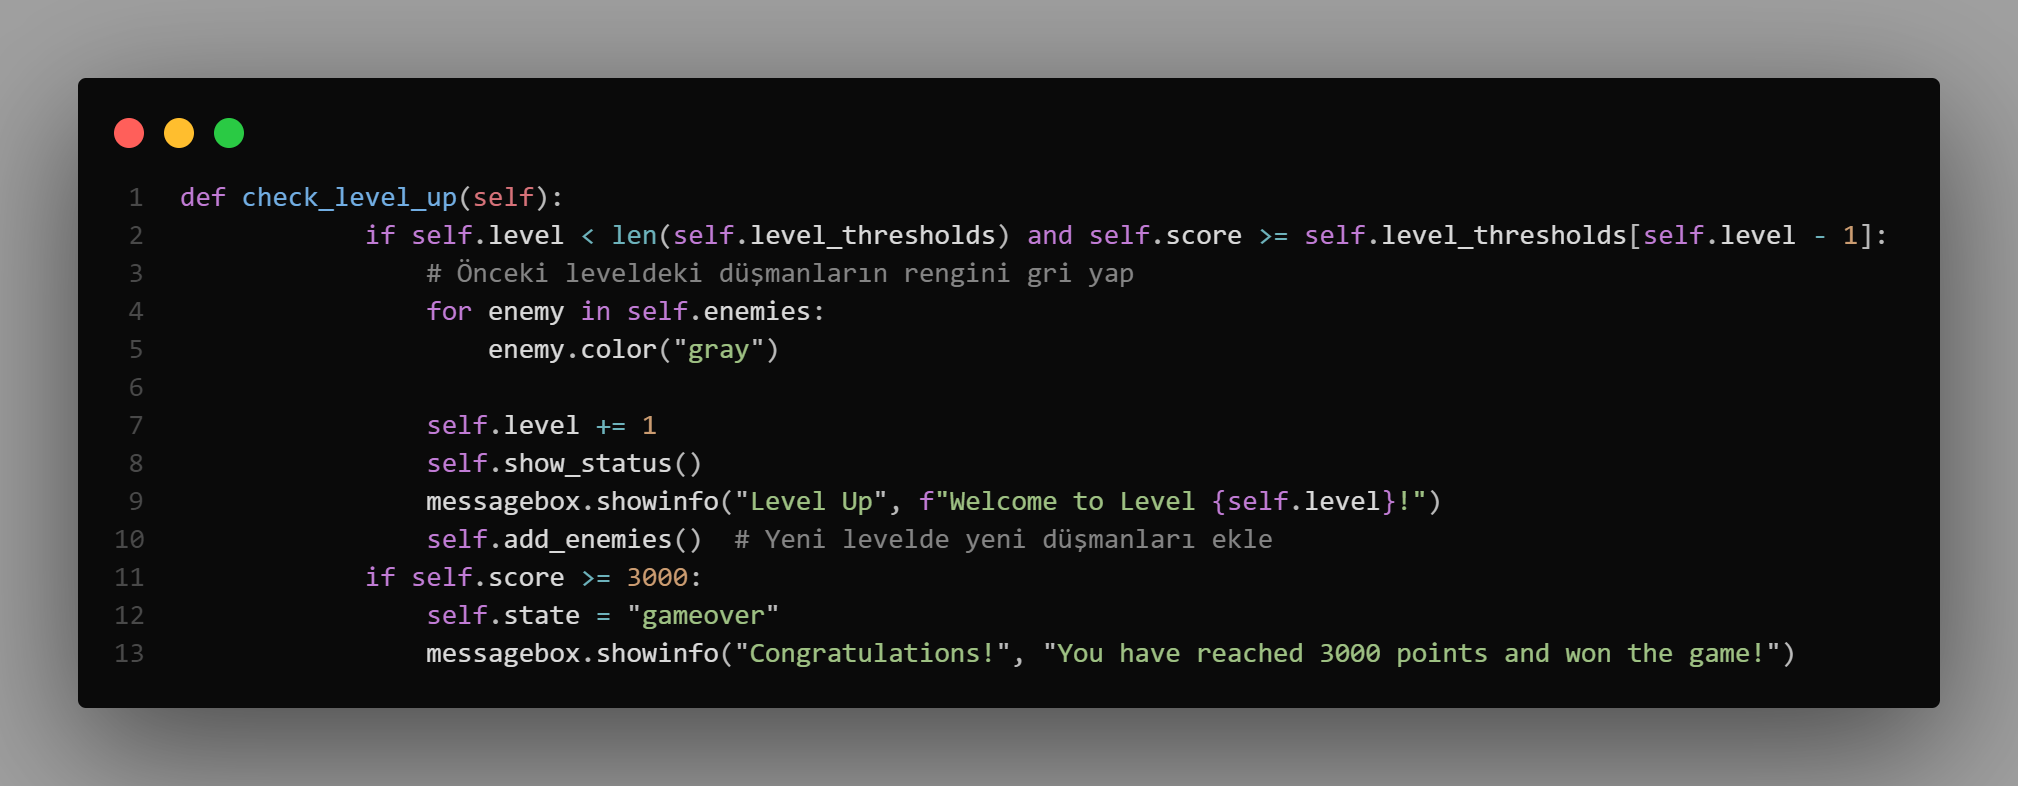 1 def check_level_up(self):
2             if self.level < len(self.level_thresholds) and self.score >= self.level_thresholds[self.level - 1]:
3                 # Önceki leveldeki düşmanların rengini gri yap
4                 for enemy in self.enemies:
5                     enemy.color("gray")
6
7                 self.level += 1
8                 self.show_status()
9                 messagebox.showinfo("Level Up", f"Welcome to Level {self.level}!")
10                 self.add_enemies()  # Yeni levelde yeni düşmanları ekle
11             if self.score >= 3000:
12                 self.state = "gameover"
13                 messagebox.showinfo("Congratulations!", "You have reached 3000 points and won the game!")